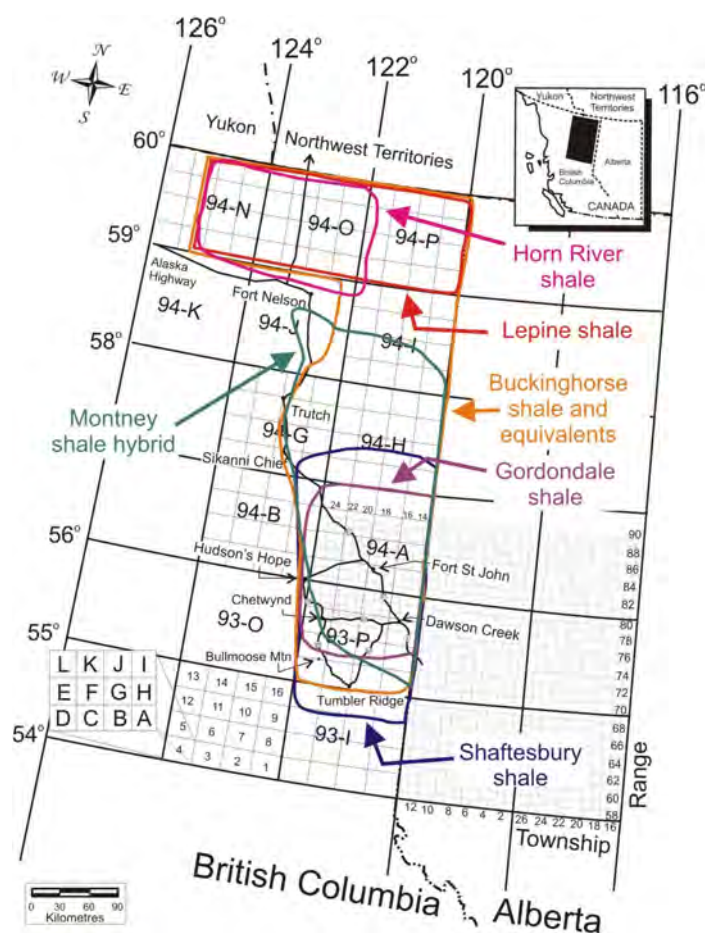 126°
124°
122°
120°
116°
N
W E
S
Yukon
Northwest Territories
Yukon
Northwest Territories
Alberta
British Columbia
CANADA
60°
59°
58°
56°
55°
54°
94-N
94-O
94-P
Horn River shale
Alaska Highway
Fort Nelson
94-K
94-J
94-I
Lepine shale
Buckinghorse shale and equivalents
Montney shale hybrid
Trutch
94-G
94-H
Sikanni Chief
Gordondale shale
24 22 20 18 16 14
94-B
94-A
Hudson's Hope
Fort St John
Chetwynd
93-O
93-P
Dawson Creek
Bullmoose Mtn
Tumbler Ridge
L K J I
E F G H
D C B A
13 14 15 16
12 11 10 9
5 6 7 8
4 3 2 1
93-I
Shaftesbury shale
90
88
86
84
82
80
78
76
74
72
70
68
66
64
62
60
58
Range
12 10 8 6 4 2
26 24 22 20 18 16
Township
British Columbia
Alberta
0 30 60 90
Kilometres